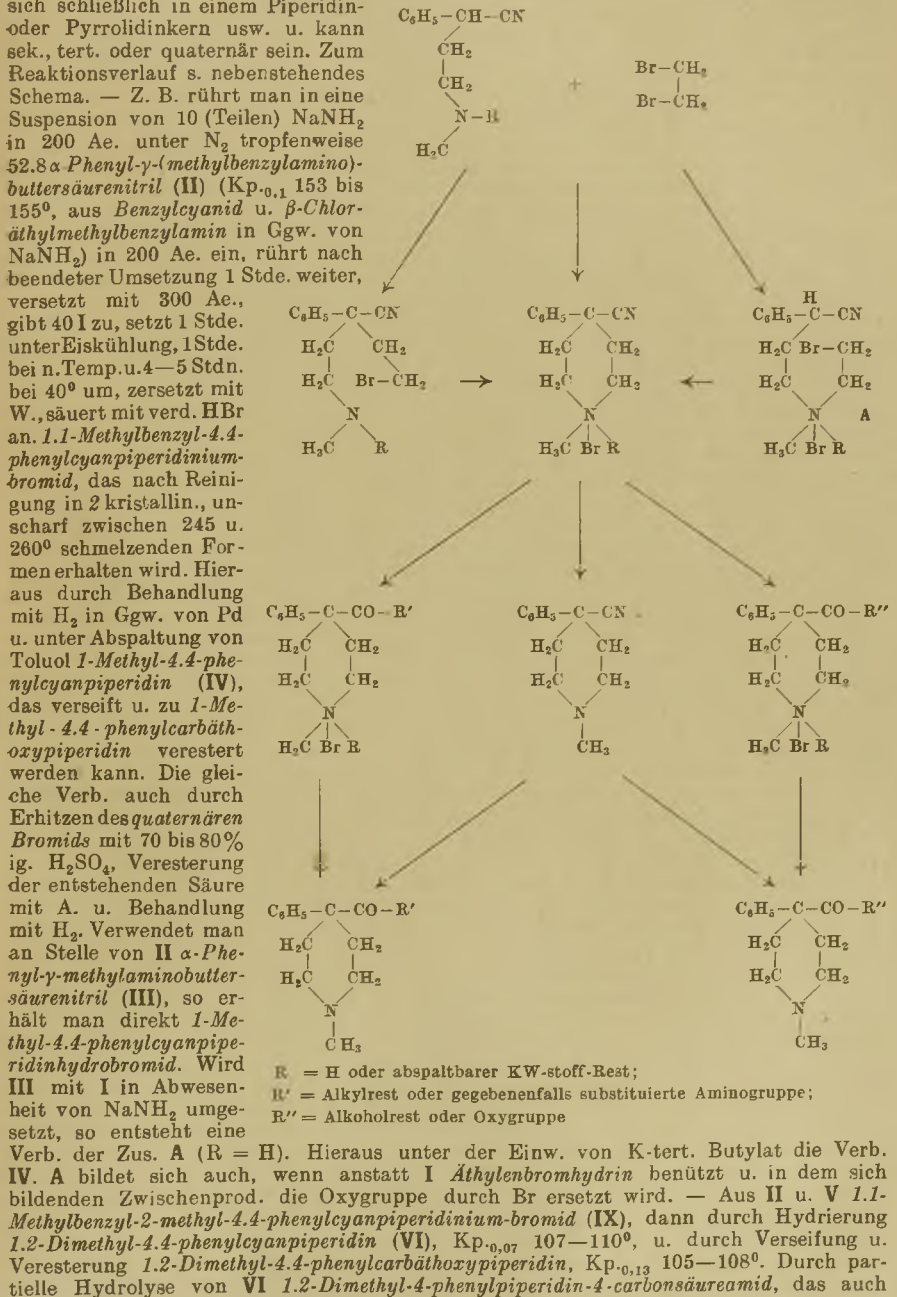 sich schließlich in einem Piperidin-
oder Pyrrolidinkern usw. u. kann
sek., tert. oder quaternär sein. Zum
Reaktionsverlauf s. nebenstehendes
Schema. — Z. B. rührt man in eine
Suspension von 10 (Teilen) NaNH₂
in 200 Ae. unter N₂ tropfenweise
52.8 α Phenyl-γ-(methylbenzylamino)-
buttersäurenitril (II) (Kp.₀,₁ 153 bis
155⁰, aus Benzylcyanid u. β-Chlor-
äthylmethylbenzylamin in Ggw. von
NaNH₂) in 200 Ae. ein, rührt nach
beendeter Umsetzung 1 Stde. weiter,
versetzt mit 300 Ae.,
gibt 40 I zu, setzt 1 Stde.
unter Eiskühlung, 1 Stde.
bei n. Temp. u. 4—5 Stdn.
bei 40⁰ um, zersetzt mit
W., säuert mit verd. HBr
an. 1.1-Methylbenzyl-4.4-
phenylcyanpiperidinium-
bromid, das nach Reini-
gung in 2 kristallin., un-
scharf zwischen 245 u.
260⁰ schmelzenden For-
men erhalten wird. Hier-
aus durch Behandlung
mit H₂ in Ggw. von Pd
u. unter Abspaltung von
Toluol 1-Methyl-4.4-phe-
nylcyanpiperidin (IV),
das verseift u. zu 1-Me-
thyl-4.4-phenylcarbäth-
oxypiperidin verestert
werden kann. Die glei-
che Verb. auch durch
Erhitzen des quaternären
Bromids mit 70 bis 80%
ig. H₂SO₄, Veresterung
der entstehenden Säure
mit A. u. Behandlung
mit H₂. Verwendet man
an Stelle von II α-Phe-
nyl-γ-methylaminobutter-
säurenitril (III), so er-
hält man direkt 1-Me-
thyl-4.4-phenylcyanpipe-
ridinhydrobromid. Wird
III mit I in Abwesen-
heit von NaNH₂ umge-
setzt, so entsteht eine
C₆H₅—CH—CN
CH₂
CH₂ + Br—CH₂
N—R Br—CH₂
H₃C
H
C₆H₅—C—CN C₆H₅—C—CN C₆H₅—C—CN
H₂C CH₂ H₂C CH₂ H₂C Br—CH₂
H₂C Br—CH₂ H₂C CH₂ H₂C CH₂
N N N A
H₃C R H₃C Br R H₃C Br R
C₆H₅—C—CO—R′ C₆H₅—C—CN C₆H₅—C—CO—R″
H₂C CH₂ H₂C CH₂ H₂C CH₂
H₂C CH₂ H₂C CH₂ H₂C CH₂
N N N
H₃C Br R CH₃ H₃C Br R
C₆H₅—C—CO—R′ C₆H₅—C—CO—R″
H₂C CH₂ H₂C CH₂
H₂C CH₂ H₂C CH₂
N N
CH₃ CH₃
R = H oder abspaltbarer KW-stoff-Rest;
R′ = Alkylrest oder gegebenenfalls substituierte Aminogruppe;
R″ = Alkoholrest oder Oxygruppe
Verb. der Zus. A (R = H). Hieraus unter der Einw. von K-tert. Butylat die Verb.
IV. A bildet sich auch, wenn anstatt I Äthylenbromhydrin benützt u. in dem sich
bildenden Zwischenprod. die Oxygruppe durch Br ersetzt wird. — Aus II u. V 1.1-
Methylbenzyl-2-methyl-4.4-phenylcyanpiperidinium-bromid (IX), dann durch Hydrierung
1.2-Dimethyl-4.4-phenylcyanpiperidin (VI), Kp.₀,₀₇ 107—110⁰, u. durch Verseifung u.
Veresterung 1.2-Dimethyl-4.4-phenylcarbäthoxypiperidin, Kp.₀,₁₃ 105—108⁰. Durch par-
tielle Hydrolyse von VI 1.2-Dimethyl-4-phenylpiperidin-4-carbonsäureamid, das auch